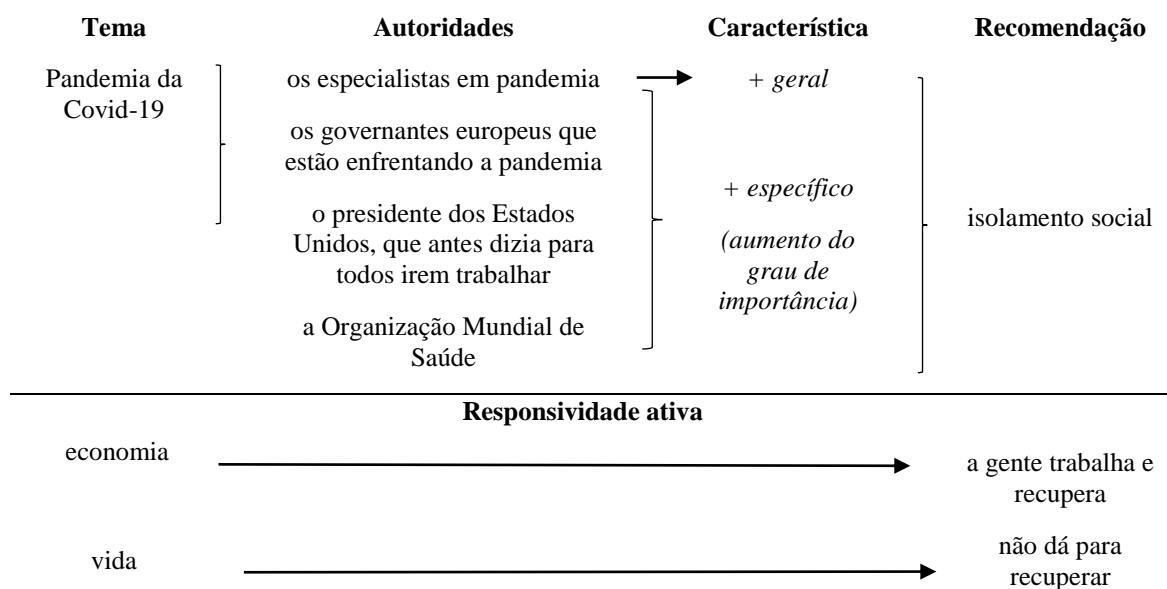 Tema
Autoridades
Característica
Recomendação
Pandemia da
Covid-19
os especialistas em pandemia
os governantes europeus que
estão enfrentando a pandemia
o presidente dos Estados
Unidos, que antes dizia para
todos irem trabalhar
a Organização Mundial de
Saúde
+ geral
+ específico
(aumento do
grau de
importância)
isolamento social
Responsividade ativa
economia
a gente trabalha e
recupera
vida
não dá para
recuperar